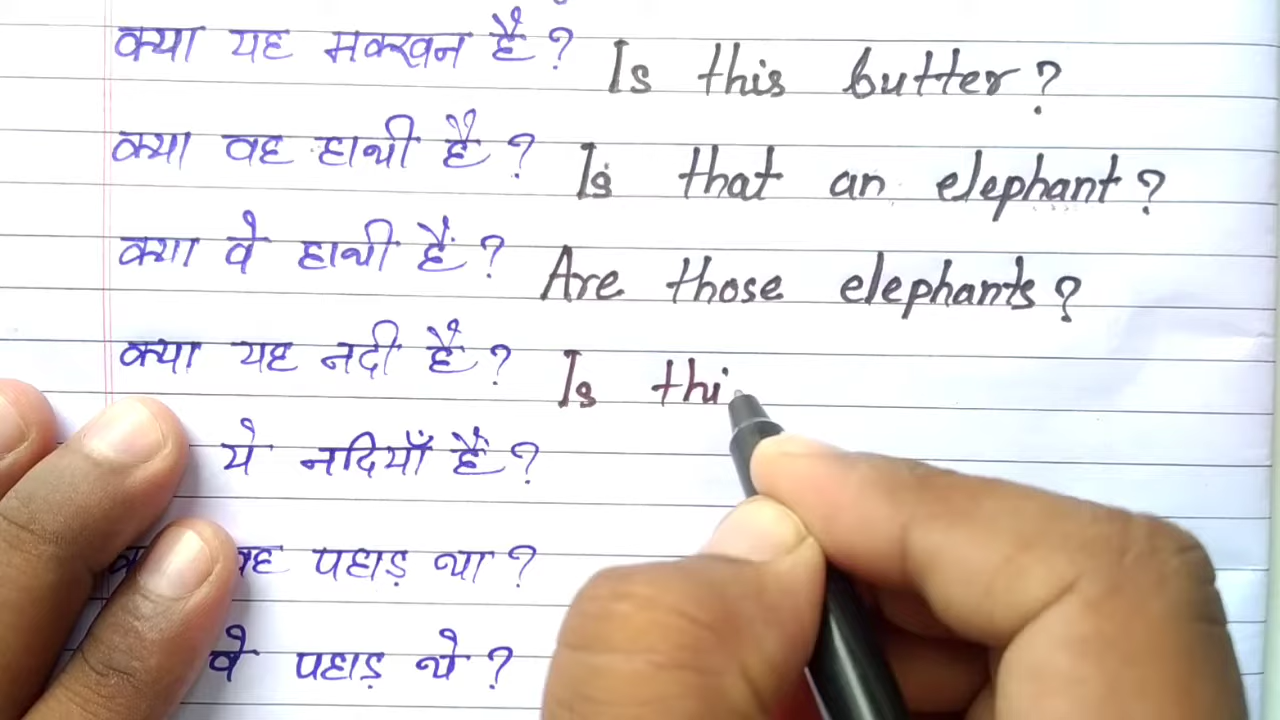 क्या यह मक्खन है? Is this butter?
क्या वह हाथी है? Is that an elephant?
क्या वे हाथी हैं? Are those elephants?
क्या यह नदी है? Is thi
ये नदियाँ हैं?
पहाड़ था?
वे पहाड़ थे?